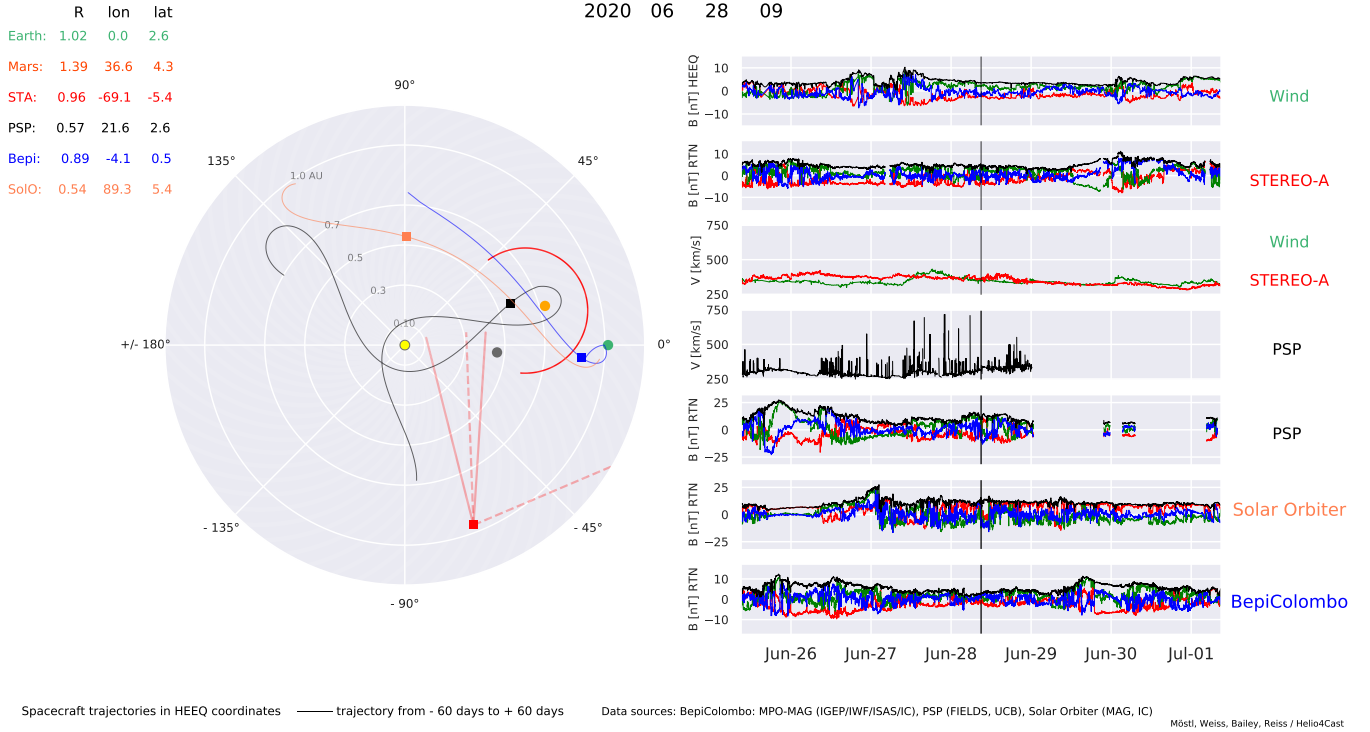 2020 06 28 09
R lon lat
Earth: 1.02 0.0 2.6
Mars: 1.39 36.6 4.3
STA: 0.96 -69.1 -5.4
PSP: 0.57 21.6 2.6
Bepi: 0.89 -4.1 0.5
SolO: 0.54 89.3 5.4
90°
135°
45°
1.0 AU
0.7
0.5
0.3
0.10
+/- 180°
0°
- 135°
- 45°
- 90°
B [nT] HEEQ
10
0
−10
Wind
B [nT] RTN
10
0
−10
STEREO-A
V [km/s]
750
500
250
Wind
STEREO-A
V [km/s]
750
500
250
PSP
B [nT] RTN
25
0
−25
PSP
B [nT] RTN
25
0
−25
Solar Orbiter
B [nT] RTN
10
0
−10
BepiColombo
Jun-26 Jun-27 Jun-28 Jun-29 Jun-30 Jul-01
Spacecraft trajectories in HEEQ coordinates
trajectory from - 60 days to + 60 days
Data sources: BepiColombo: MPO-MAG (IGEP/IWF/ISAS/IC), PSP (FIELDS, UCB), Solar Orbiter (MAG, IC)
Möstl, Weiss, Bailey, Reiss / Helio4Cast